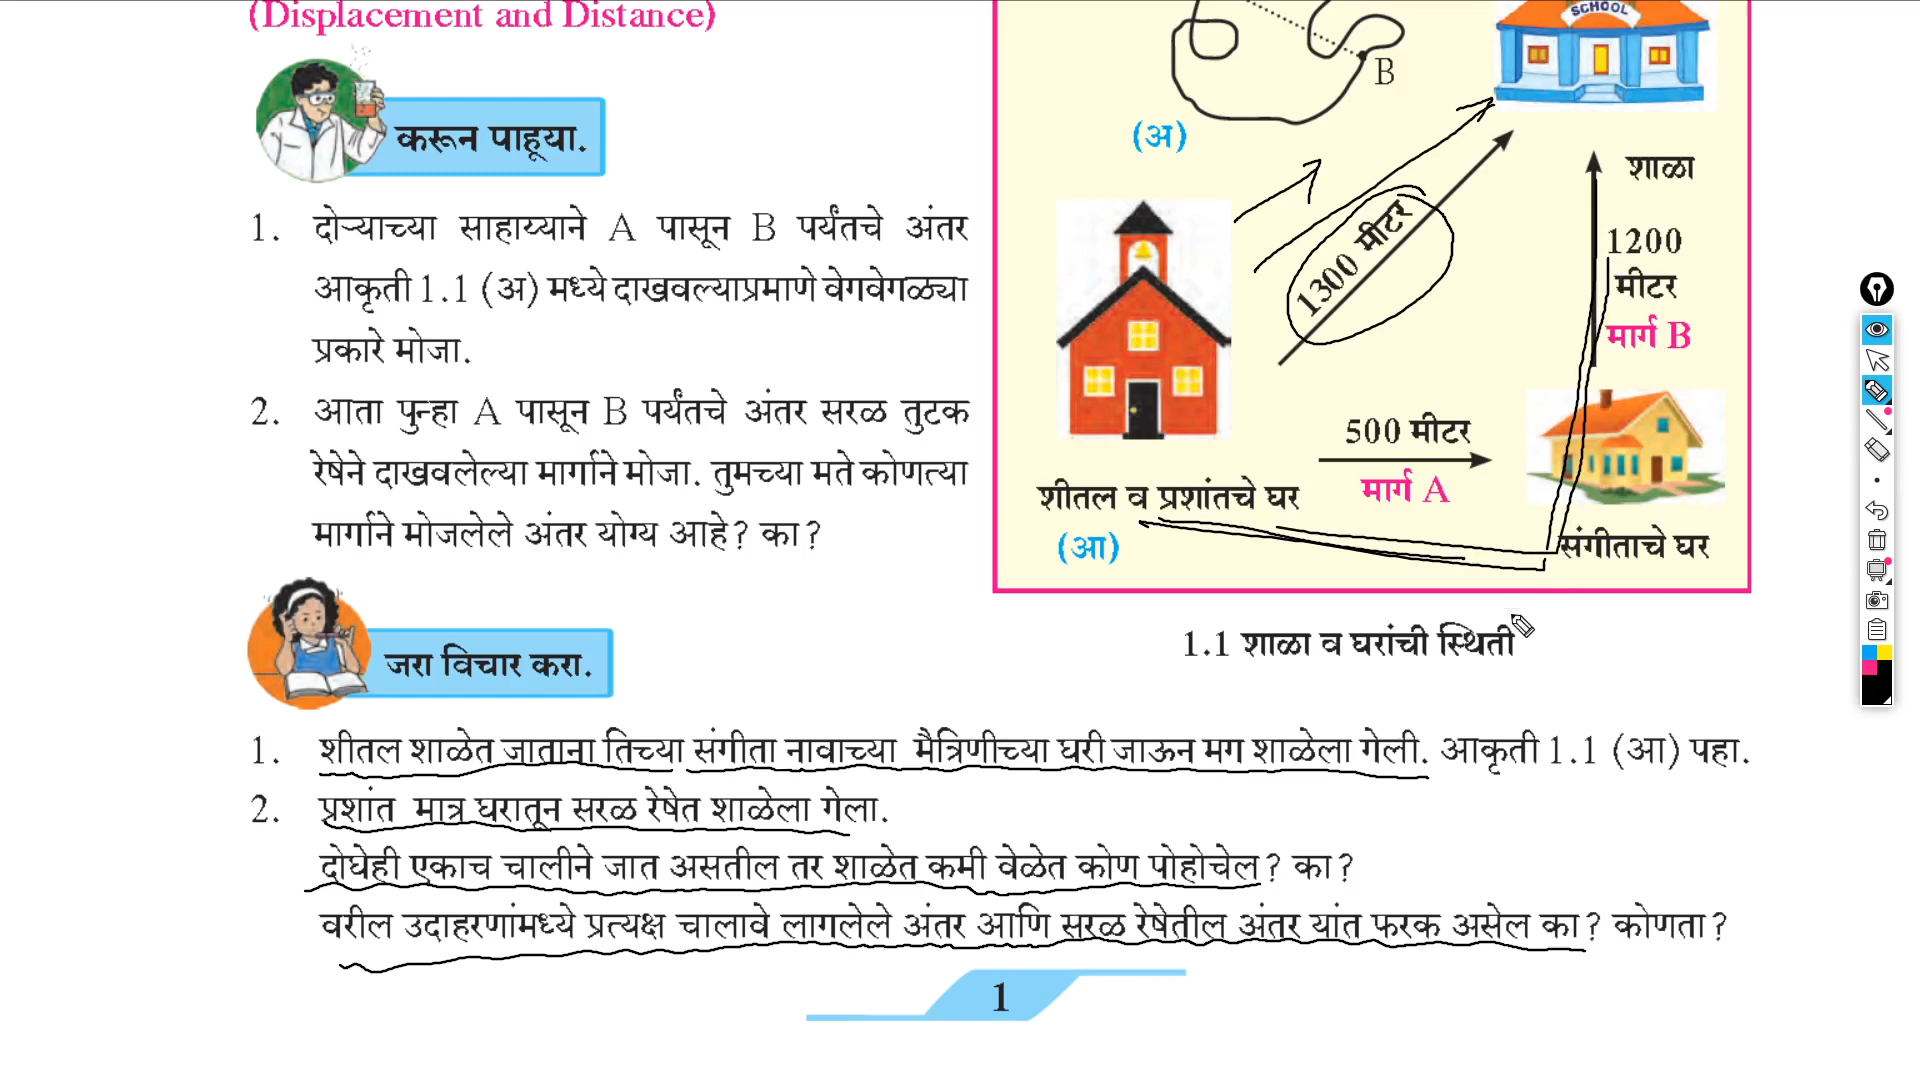 (Displacement and Distance)
करून पाहूया.
1. दोऱ्याच्या साहाय्याने A पासून B पर्यंतचे अंतर
आकृती 1.1 (अ) मध्ये दाखवल्याप्रमाणे वेगवेगळ्या
प्रकारे मोजा.
2. आता पुन्हा A पासून B पर्यंतचे अंतर सरळ तुटक
रेषेने दाखवलेल्या मार्गाने मोजा. तुमच्या मते कोणत्या
मार्गाने मोजलेले अंतर योग्य आहे? का?
SCHOOL
B
(अ)
शाळा
1200
मीटर
मार्ग B
1300 मीटर
500 मीटर
मार्ग A
शीतल व प्रशांतचे घर
(आ)
संगीताचे घर
1.1 शाळा व घरांची स्थिती
जरा विचार करा.
1. शीतल शाळेत जाताना तिच्या संगीता नावाच्या मैत्रिणीच्या घरी जाऊन मग शाळेला गेली. आकृती 1.1 (आ) पहा.
2. प्रशांत मात्र घरातून सरळ रेषेत शाळेला गेला.
दोघेही एकाच चालीने जात असतील तर शाळेत कमी वेळेत कोण पोहोचेल? का?
वरील उदाहरणांमध्ये प्रत्यक्ष चालावे लागलेले अंतर आणि सरळ रेषेतील अंतर यांत फरक असेल का? कोणता?
1